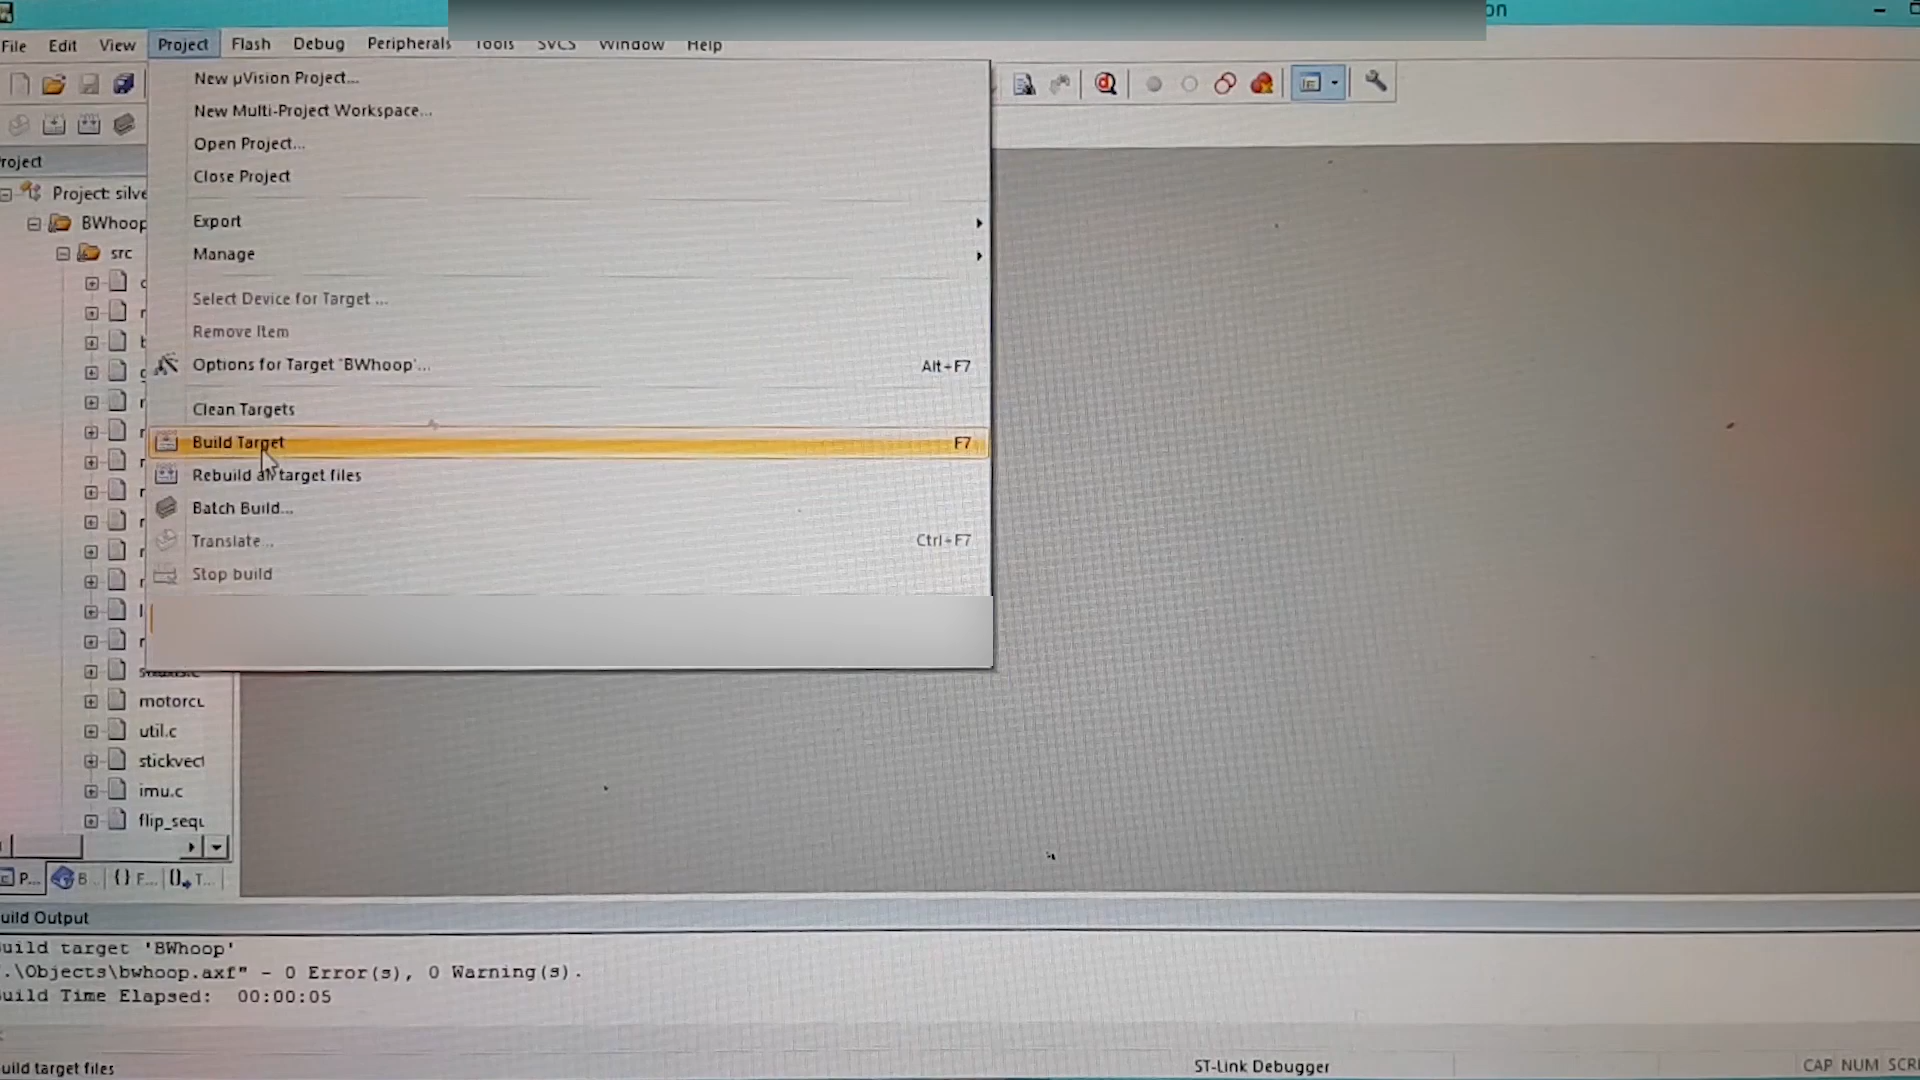 on
File Edit View Project Flash Debug Peripherals Tools SVCS Window Help
New µVision Project...
New Multi-Project Workspace...
Open Project...
Close Project
Export
Manage
Select Device for Target ...
Remove Item
Options for Target 'BWhoop'... Alt+F7
Clean Targets
Build Target F7
Rebuild all target files
Batch Build...
Translate... Ctrl+F7
Stop build
roject
Project: silve
BWhoop
src
motorcu
util.c
stickvect
imu.c
flip_sequ
P... B... {} F... T...
uild Output
uild target 'BWhoop'
.\Objects\bwhoop.axf" - 0 Error(s), 0 Warning(s).
uild Time Elapsed: 00:00:05
uild target files ST-Link Debugger CAP NUM SCR